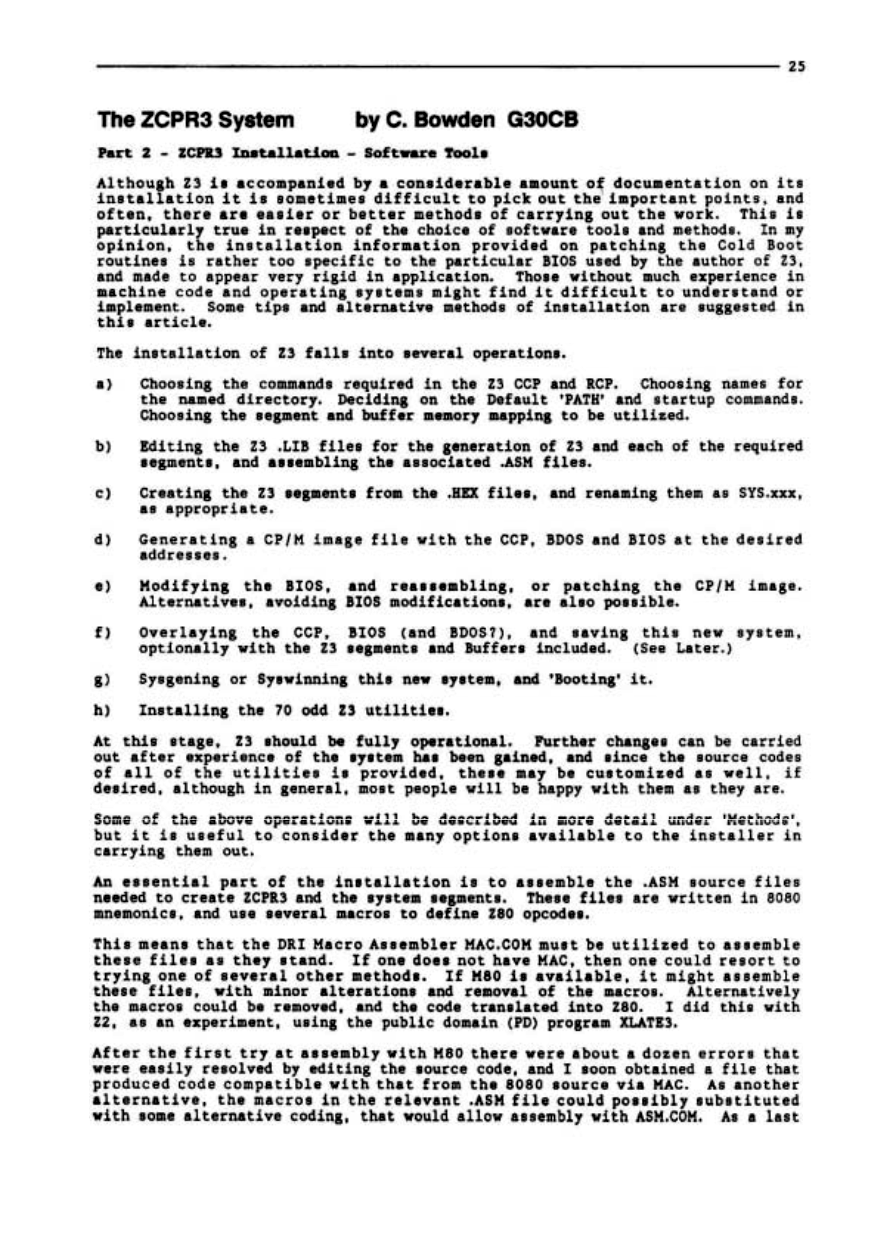 25
The ZCPR3 System by C. Bowden G3OCB
Part 2 - ZCPR3 Installation - Software Tools
Although Z3 is accompanied by a considerable amount of documentation on its
installation it is sometimes difficult to pick out the important points, and
often, there are easier or better methods of carrying out the work. This is
particularly true in respect of the choice of software tools and methods. In my
opinion, the installation information provided on patching the Cold Boot
routines is rather too specific to the particular BIOS used by the author of Z3,
and made to appear very rigid in application. Those without much experience in
machine code and operating systems might find it difficult to understand or
implement. Some tips and alternative methods of installation are suggested in
this article.
The installation of Z3 falls into several operations.
a) Choosing the commands required in the Z3 CCP and RCP. Choosing names for
the named directory. Deciding on the Default 'PATH' and startup commands.
Choosing the segment and buffer memory mapping to be utilized.
b) Editing the Z3 .LIB files for the generation of Z3 and each of the required
segments, and assembling the associated .ASM files.
c) Creating the Z3 segments from the .HEX files, and renaming them as SYS.xxx,
as appropriate.
d) Generating a CP/M image file with the CCP, BDOS and BIOS at the desired
addresses.
e) Modifying the BIOS, and reassembling, or patching the CP/M image.
Alternatives, avoiding BIOS modifications, are also possible.
f) Overlaying the CCP, BIOS (and BDOS?), and saving this new system,
optionally with the Z3 segments and Buffers included. (See Later.)
g) Sysgening or Syswinning this new system, and 'Booting' it.
h) Installing the 70 odd Z3 utilities.
At this stage, Z3 should be fully operational. Further changes can be carried
out after experience of the system has been gained, and since the source codes
of all of the utilities is provided, these may be customized as well, if
desired, although in general, most people will be happy with them as they are.
Some of the above operations will be described in more detail under 'Methods',
but it is useful to consider the many options available to the installer in
carrying them out.
An essential part of the installation is to assemble the .ASM source files
needed to create ZCPR3 and the system segments. These files are written in 8080
mnemonics, and use several macros to define Z80 opcodes.
This means that the DRI Macro Assembler MAC.COM must be utilized to assemble
these files as they stand. If one does not have MAC, then one could resort to
trying one of several other methods. If M80 is available, it might assemble
these files, with minor alterations and removal of the macros. Alternatively
the macros could be removed, and the code translated into Z80. I did this with
Z2, as an experiment, using the public domain (PD) program XLATE3.
After the first try at assembly with M80 there were about a dozen errors that
were easily resolved by editing the source code, and I soon obtained a file that
produced code compatible with that from the 8080 source via MAC. As another
alternative, the macros in the relevant .ASM file could possibly substituted
with some alternative coding, that would allow assembly with ASM.COM. As a last